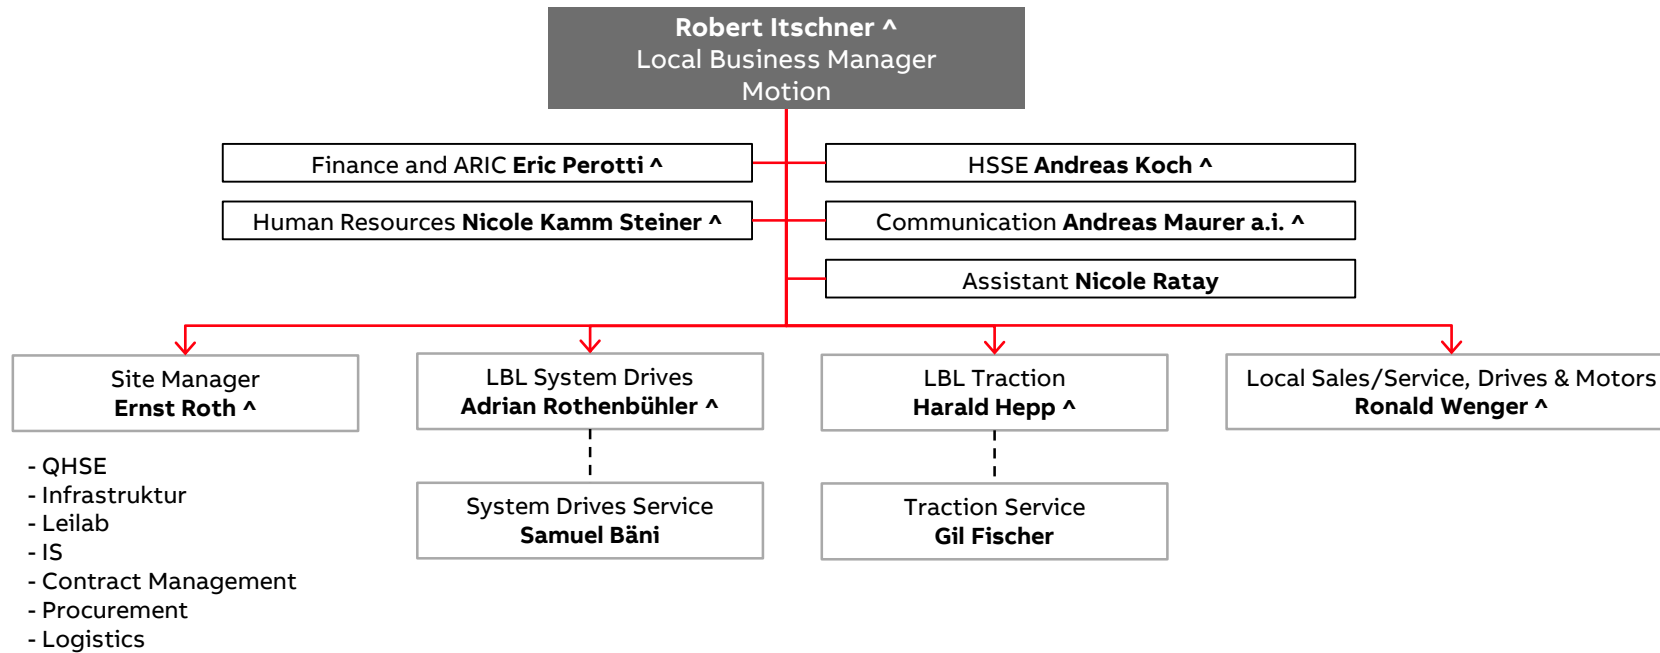 Robert Itschner ^
Local Business Manager
Motion
Finance and ARIC Eric Perotti ^
HSSE Andreas Koch ^
Human Resources Nicole Kamm Steiner ^
Communication Andreas Maurer a.i. ^
Assistant Nicole Ratay
Site Manager
Ernst Roth ^
LBL System Drives
Adrian Rothenbühler ^
LBL Traction
Harald Hepp ^
Local Sales/Service, Drives & Motors
Ronald Wenger ^
- QHSE
- Infrastruktur
- Leilab
- IS
- Contract Management
- Procurement
- Logistics
System Drives Service
Samuel Bäni
Traction Service
Gil Fischer